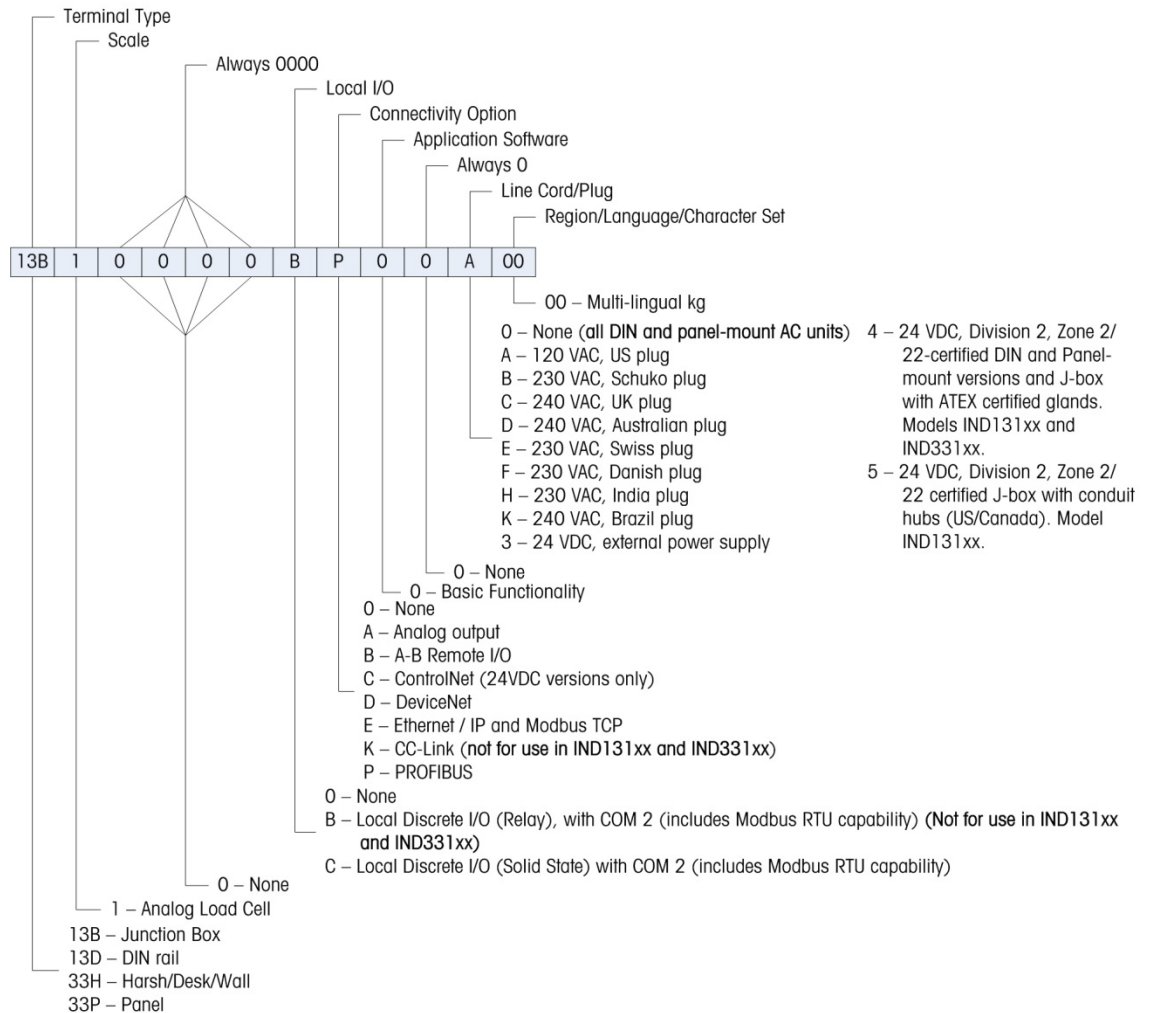 Terminal Type
Scale
Always 0000
Local I/O
Connectivity Option
Application Software
Always 0
Line Cord/Plug
Region/Language/Character Set
13B 1 0 0 0 0 B P 0 0 A 00
00 – Multi-lingual kg
0 – None (all DIN and panel-mount AC units)
A – 120 VAC, US plug
B – 230 VAC, Schuko plug
C – 240 VAC, UK plug
D – 240 VAC, Australian plug
E – 230 VAC, Swiss plug
F – 230 VAC, Danish plug
H – 230 VAC, India plug
K – 240 VAC, Brazil plug
3 – 24 VDC, external power supply
4 – 24 VDC, Division 2, Zone 2/
22-certified DIN and Panel-
mount versions and J-box
with ATEX certified glands.
Models IND131xx and
IND331xx.
5 – 24 VDC, Division 2, Zone 2/
22 certified J-box with conduit
hubs (US/Canada). Model
IND131xx.
0 – None
0 – Basic Functionality
0 – None
A – Analog output
B – A-B Remote I/O
C – ControlNet (24VDC versions only)
D – DeviceNet
E – Ethernet / IP and Modbus TCP
K – CC-Link (not for use in IND131xx and IND331xx)
P – PROFIBUS
0 – None
B – Local Discrete I/O (Relay), with COM 2 (includes Modbus RTU capability) (Not for use in IND131xx
and IND331xx)
C – Local Discrete I/O (Solid State) with COM 2 (includes Modbus RTU capability)
0 – None
1 – Analog Load Cell
13B – Junction Box
13D – DIN rail
33H – Harsh/Desk/Wall
33P – Panel